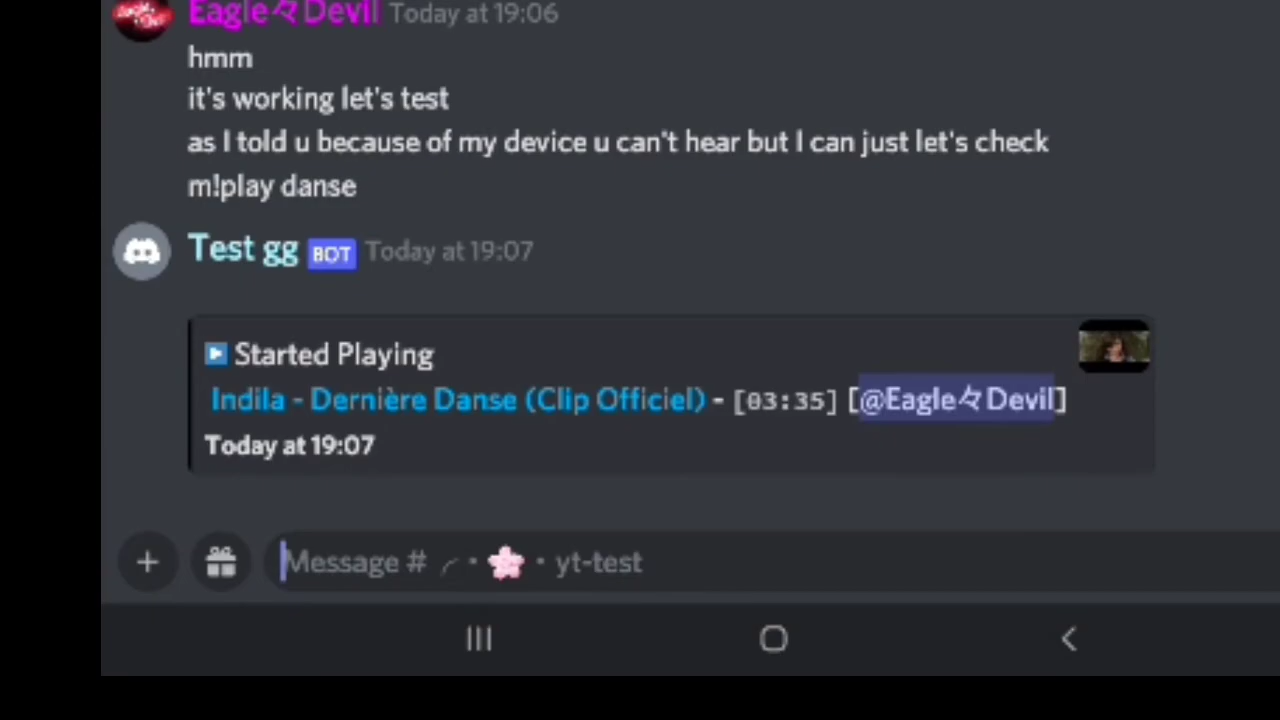 Eagle々Devil Today at 19:06
hmm
it's working let's test
as I told u because of my device u can't hear but I can just let's check
m!play danse
Test gg BOT Today at 19:07
Started Playing
Indila - Dernière Danse (Clip Officiel) - [03:35] [@Eagle々Devil]
Today at 19:07
Message # ╭・🌸・yt-test